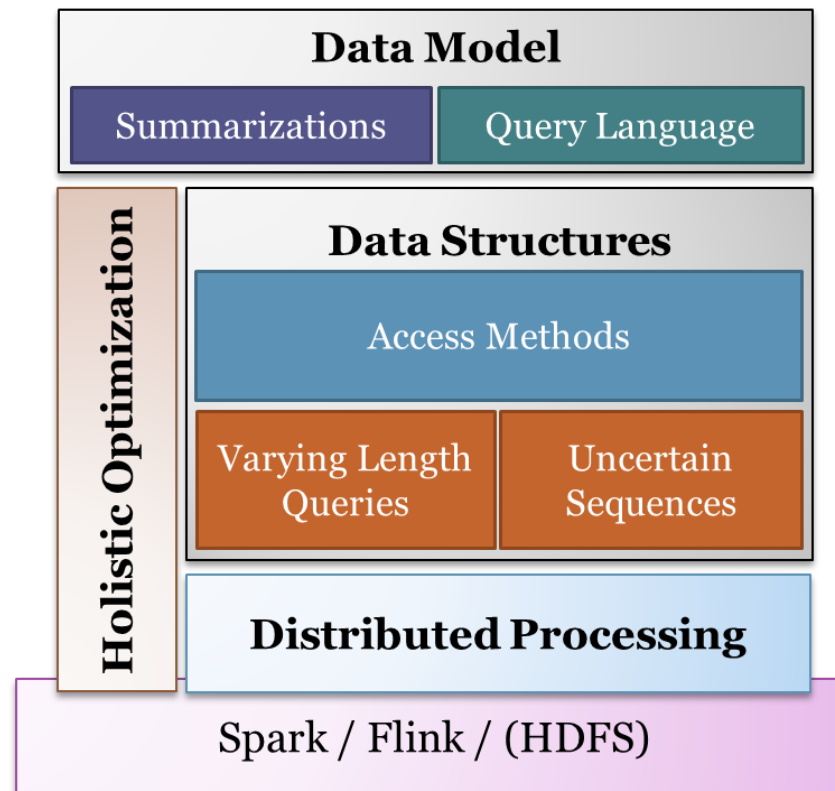 Data Model
Summarizations
Query Language
Holistic Optimization
Data Structures
Access Methods
Varying Length
Queries
Uncertain
Sequences
Distributed Processing
Spark / Flink / (HDFS)